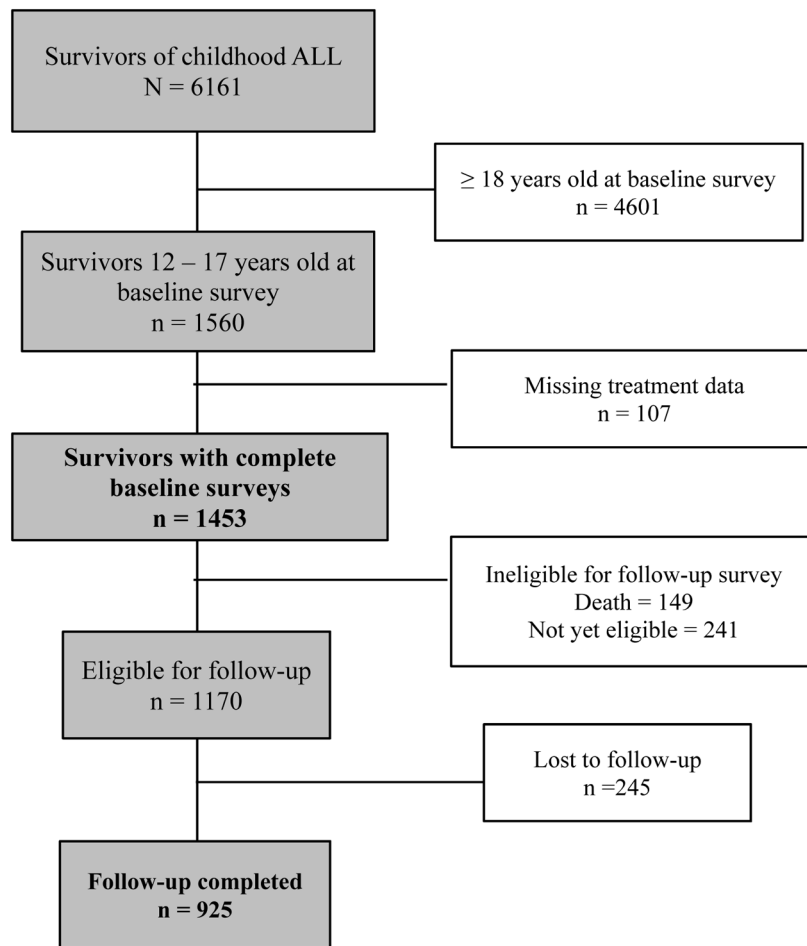 Survivors of childhood ALL
N = 6161
≥ 18 years old at baseline survey
n = 4601
Survivors 12 – 17 years old at
baseline survey
n = 1560
Missing treatment data
n = 107
Survivors with complete
baseline surveys
n = 1453
Ineligible for follow-up survey
Death = 149
Not yet eligible = 241
Eligible for follow-up
n = 1170
Lost to follow-up
n =245
Follow-up completed
n = 925